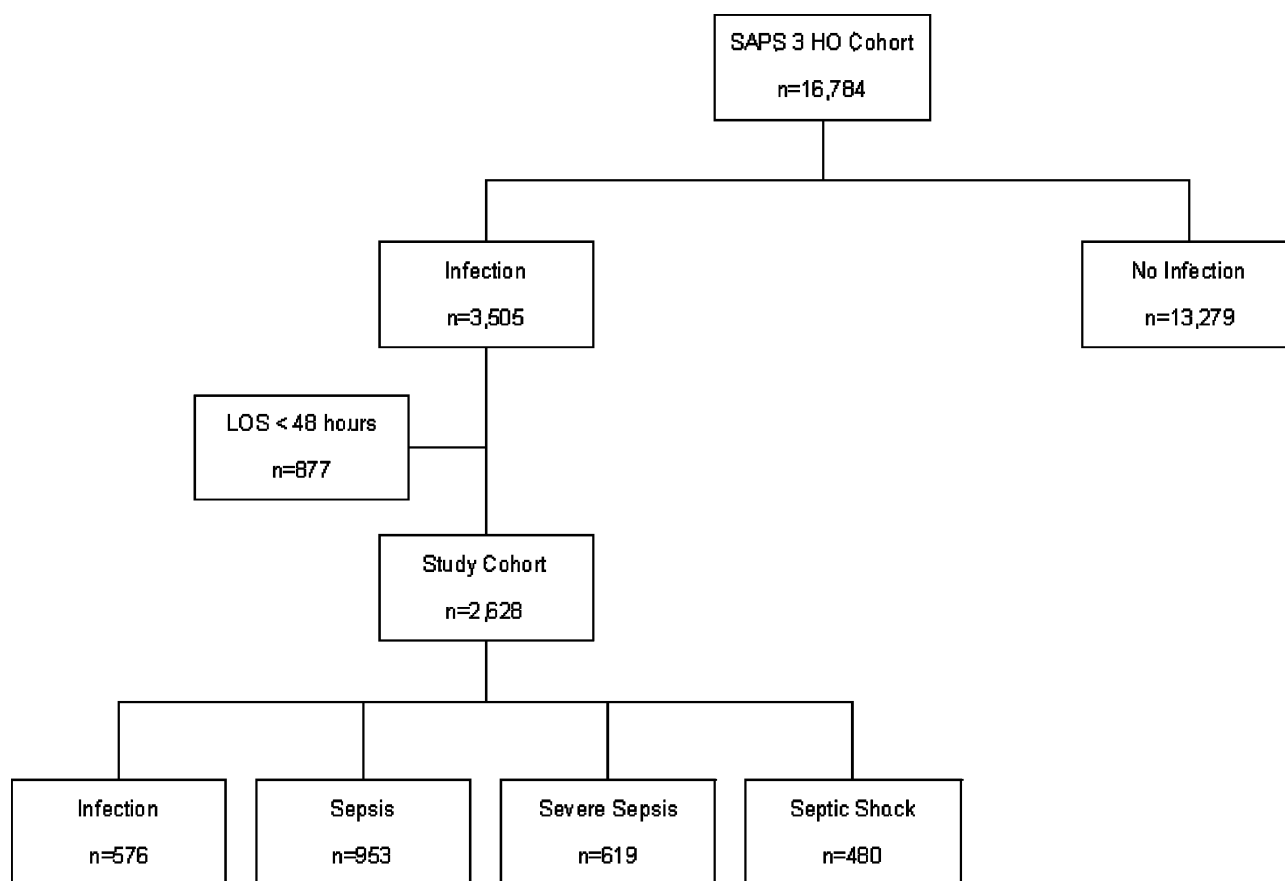 SAPS 3 HO Cohort
n=16,784
Infection
n=3,505
No Infection
n=13,279
LOS < 48 hours
n=877
Study Cohort
n=2,628
Infection
n=576
Sepsis
n=953
Severe Sepsis
n=619
Septic Shock
n=480